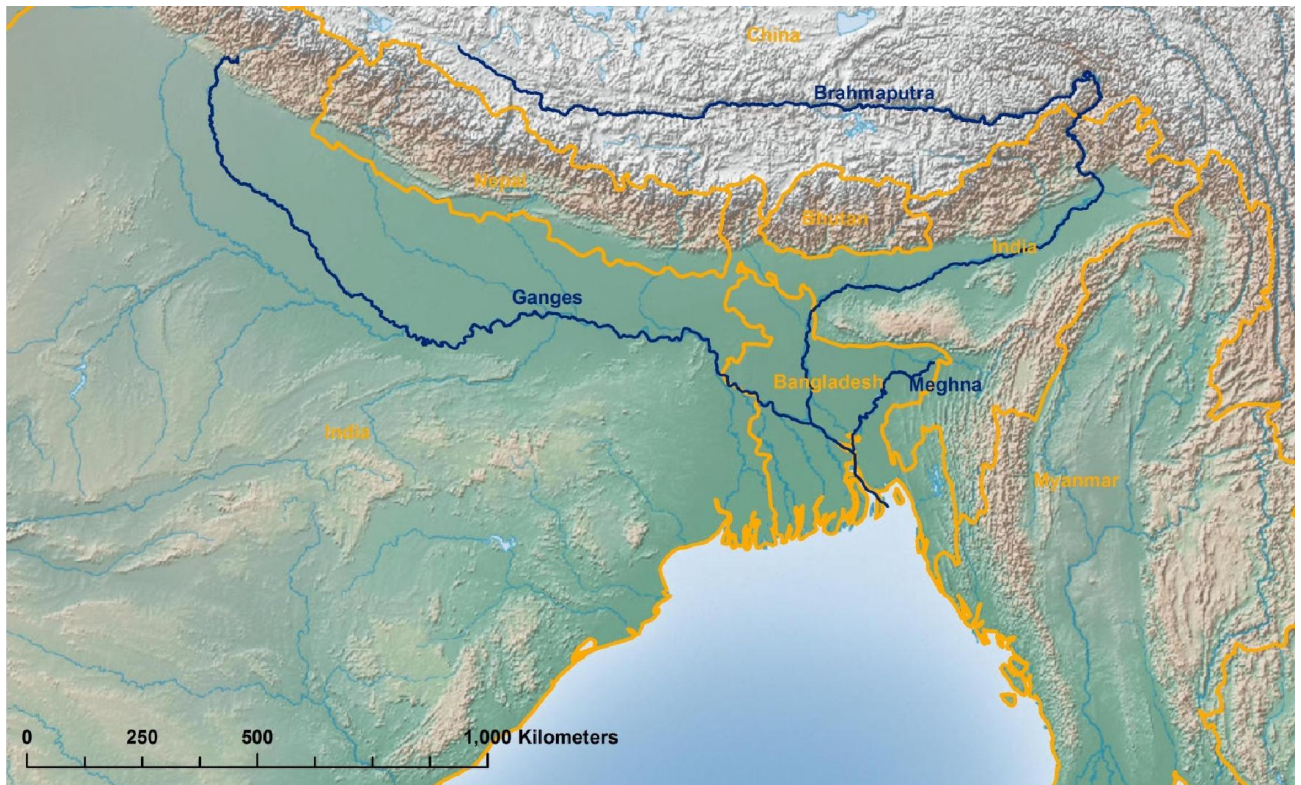 China
Brahmaputra
Nepal
Bhutan
India
Ganges
Bangladesh
Meghna
India
Myanmar
0 250 500 1,000 Kilometers